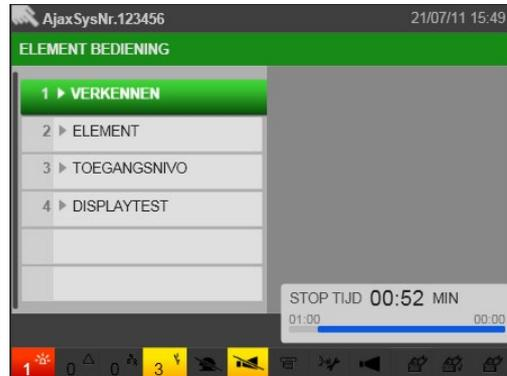 AjaxSysNr.123456 21/07/11 15:49
ELEMENT BEDIENING
1 VERKENNEN
2 ELEMENT
3 TOEGANGSNIVO
4 DISPLAYTEST
STOP TIJD 00:52 MIN
01:00 00:00
1 0 0 3